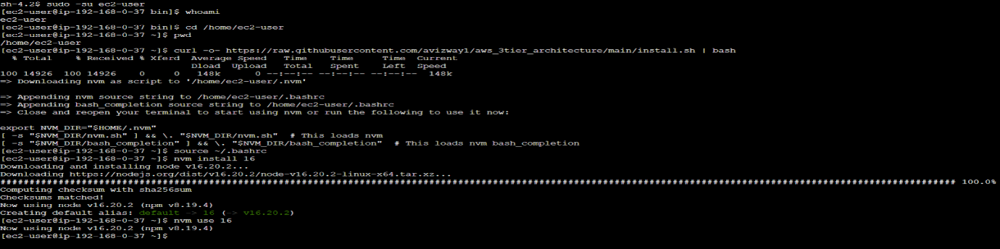 sh-4.2$ sudo -su ec2-user
[ec2-user@ip-192-168-0-37 bin]$ whoami
ec2-user
[ec2-user@ip-192-168-0-37 bin]$ cd /home/ec2-user
[ec2-user@ip-192-168-0-37 ~]$ pwd
/home/ec2-user
[ec2-user@ip-192-168-0-37 ~]$ curl -o- https://raw.githubusercontent.com/avizway1/aws_3tier_architecture/main/install.sh | bash
% Total % Received % Xferd Average Speed Time Time Time Current
Dload Upload Total Spent Left Speed
100 14926 100 14926 0 0 148k 0 --:--:-- --:--:-- --:--:-- 148k
=> Downloading nvm as script to '/home/ec2-user/.nvm'
=> Appending nvm source string to /home/ec2-user/.bashrc
=> Appending bash_completion source string to /home/ec2-user/.bashrc
=> Close and reopen your terminal to start using nvm or run the following to use it now:
export NVM_DIR="$HOME/.nvm"
[ -s "$NVM_DIR/nvm.sh" ] && \. "$NVM_DIR/nvm.sh" # This loads nvm
[ -s "$NVM_DIR/bash_completion" ] && \. "$NVM_DIR/bash_completion" # This loads nvm bash_completion
[ec2-user@ip-192-168-0-37 ~]$ source ~/.bashrc
[ec2-user@ip-192-168-0-37 ~]$ nvm install 16
Downloading and installing node v16.20.2...
Downloading https://nodejs.org/dist/v16.20.2/node-v16.20.2-linux-x64.tar.xz...
######################################################################################################################################################################### 100.0%
Computing checksum with sha256sum
Checksums matched!
Now using node v16.20.2 (npm v8.19.4)
Creating default alias: default -> 16 (-> v16.20.2)
[ec2-user@ip-192-168-0-37 ~]$ nvm use 16
Now using node v16.20.2 (npm v8.19.4)
[ec2-user@ip-192-168-0-37 ~]$